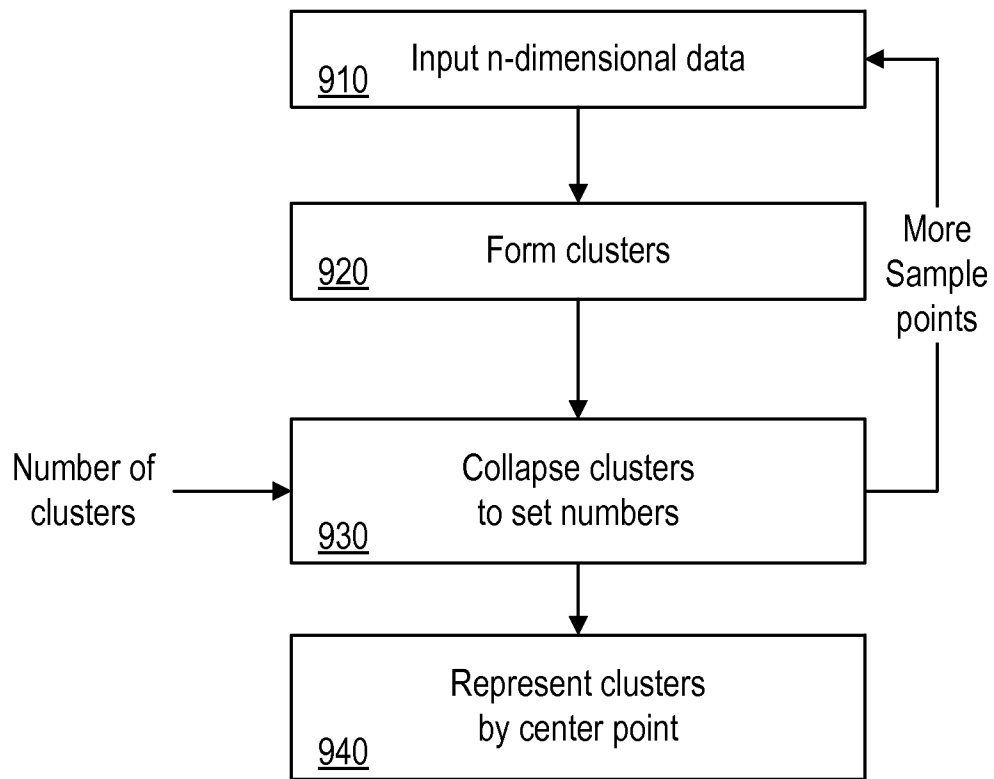 Input n-dimensional data
910
Form clusters
920
More
Sample
points
Number of
clusters
Collapse clusters
to set numbers
930
Represent clusters
by center point
940